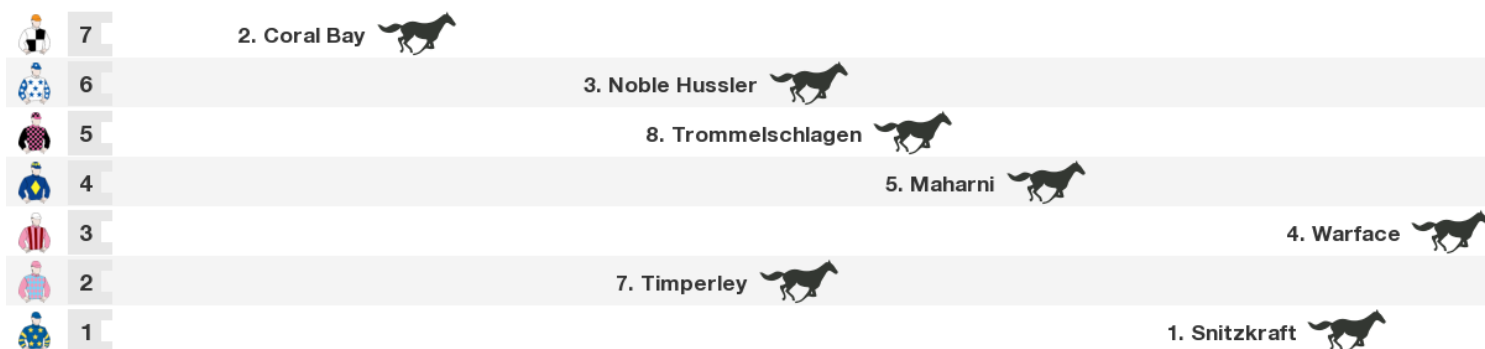 7 2. Coral Bay
6 3. Noble Hussler
5 8. Trommelschlagen
4 5. Maharni
3 4. Warface
2 7. Timperley
1 1. Snitzkraft